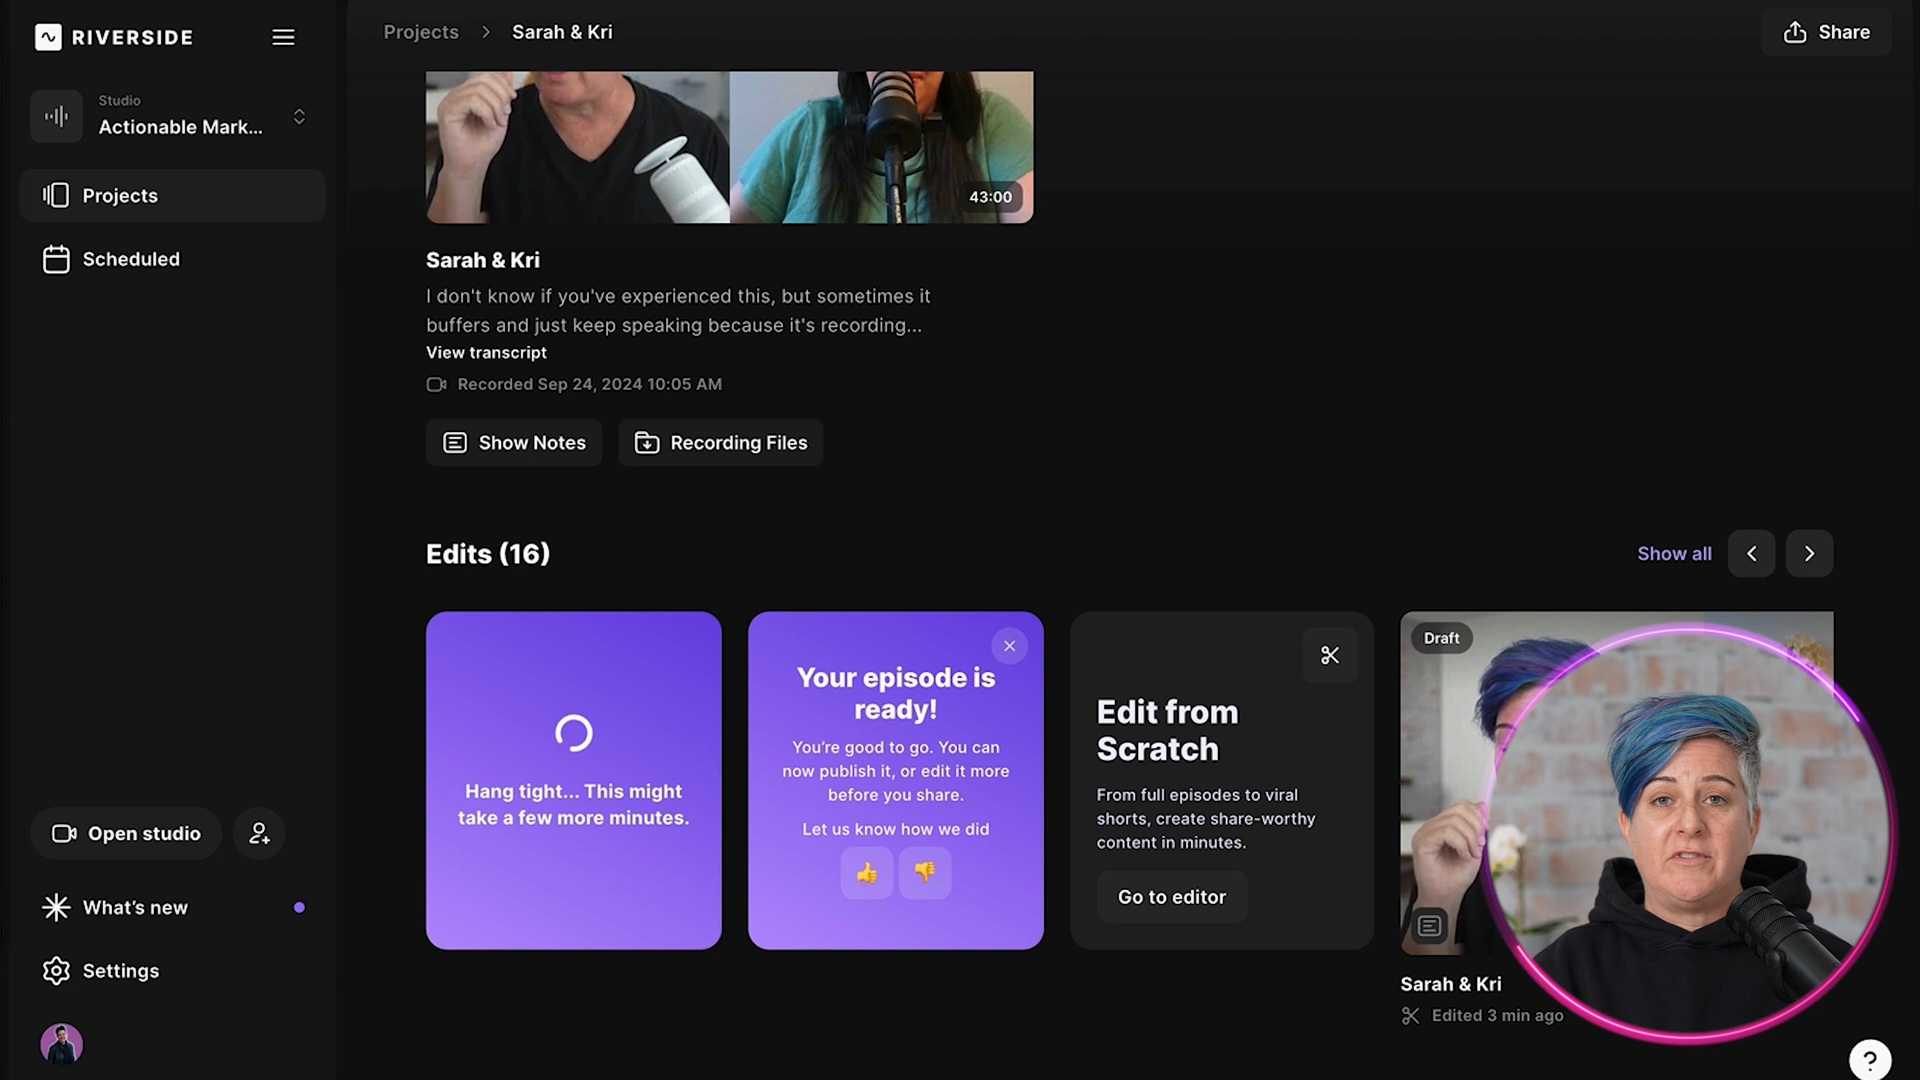 RIVERSIDE
Studio
Actionable Mark...
Projects
Scheduled
Open studio
What's new
Settings
Projects > Sarah & Kri
Share
43:00
Sarah & Kri
I don't know if you've experienced this, but sometimes it
buffers and just keep speaking because it's recording...
View transcript
Recorded Sep 24, 2024 10:05 AM
Show Notes
Recording Files
Edits (16)
Show all
Hang tight... This might
take a few more minutes.
Your episode is
ready!
You're good to go. You can
now publish it, or edit it more
before you share.
Let us know how we did
Edit from
Scratch
From full episodes to viral
shorts, create share-worthy
content in minutes.
Go to editor
Draft
Sarah & Kri
Edited 3 min ago
?